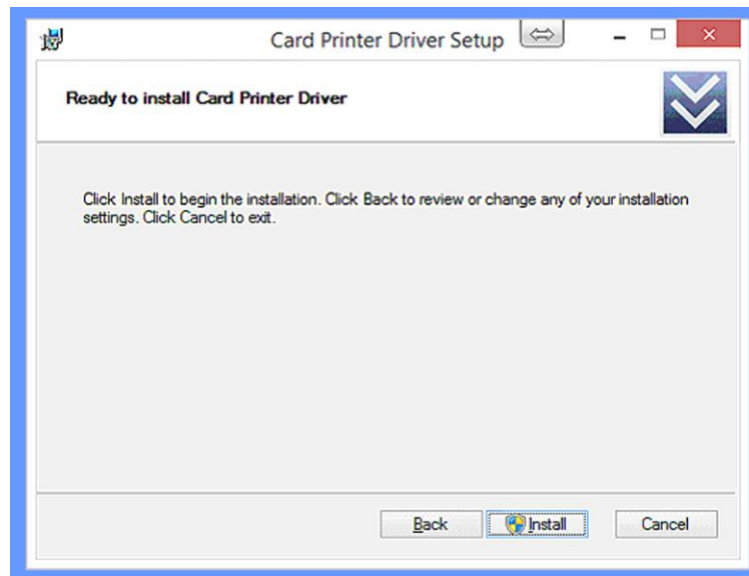 Card Printer Driver Setup
Ready to install Card Printer Driver
Click Install to begin the installation. Click Back to review or change any of your installation
settings. Click Cancel to exit.
Back Install Cancel